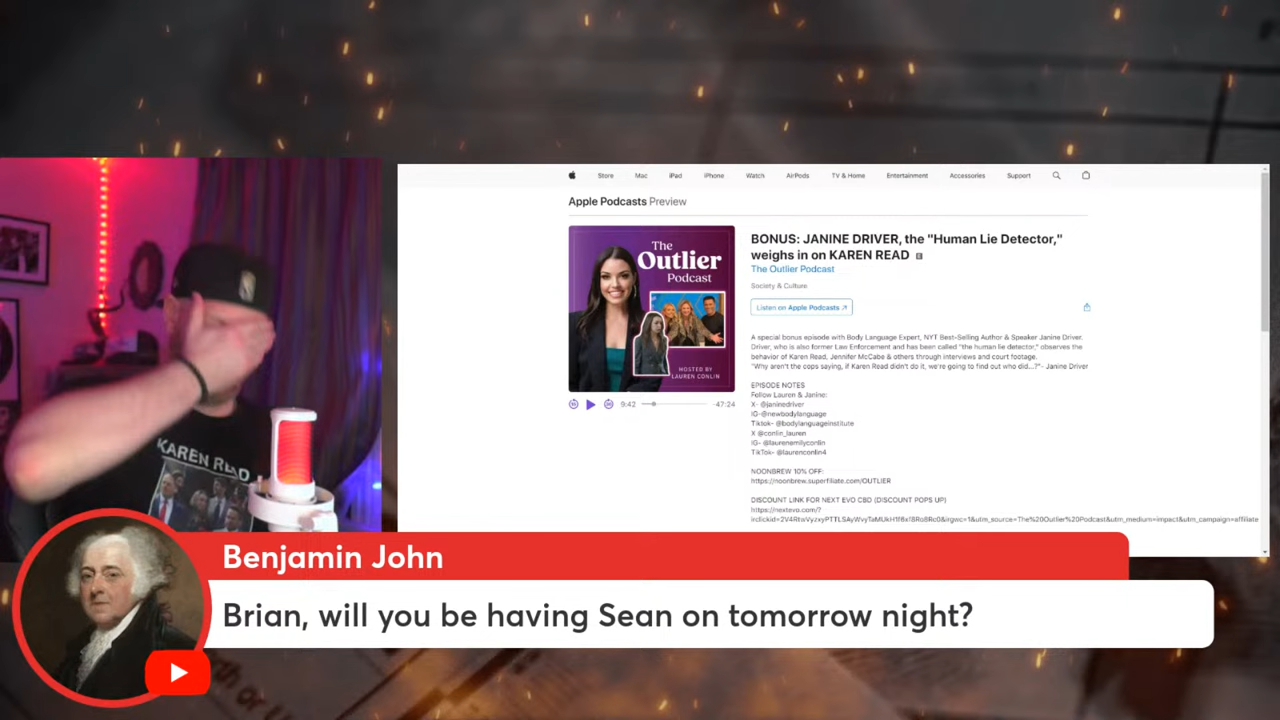 Store Mac iPad iPhone Watch AirPods TV & Home Entertainment Accessories Support
Apple Podcasts Preview
The
Outlier
Podcast
HOSTED BY
LAUREN CONLIN
BONUS: JANINE DRIVER, the "Human Lie Detector,"
weighs in on KAREN READ
The Outlier Podcast
Society & Culture
Listen on Apple Podcasts ↗
A special bonus episode with Body Language Expert, NYT Best-Selling Author & Speaker Janine Driver.
Driver, who is also former Law Enforcement and has been called "the human lie detector," observes the
behavior of Karen Read, Jennifer McCabe & others through interviews and court footage.
"Why aren't the cops saying, if Karen Read didn't do it, we're going to find out who did...?"- Janine Driver
9:42
-47:24
EPISODE NOTES
Follow Lauren & Janine:
X- @janinedriver
IG-@newbodylanguage
Tiktok- @bodylanguageinstitute
X @conlin_lauren
IG- @laurenemilyconlin
TikTok- @laurenconlin4
NOONBREW 10% OFF:
https://noonbrew.superfiliate.com/OUTLIER
DISCOUNT LINK FOR NEXT EVO CBD (DISCOUNT POPS UP)
https://nextevo.com/?
KAREN READ
Benjamin John
Brian, will you be having Sean on tomorrow night?